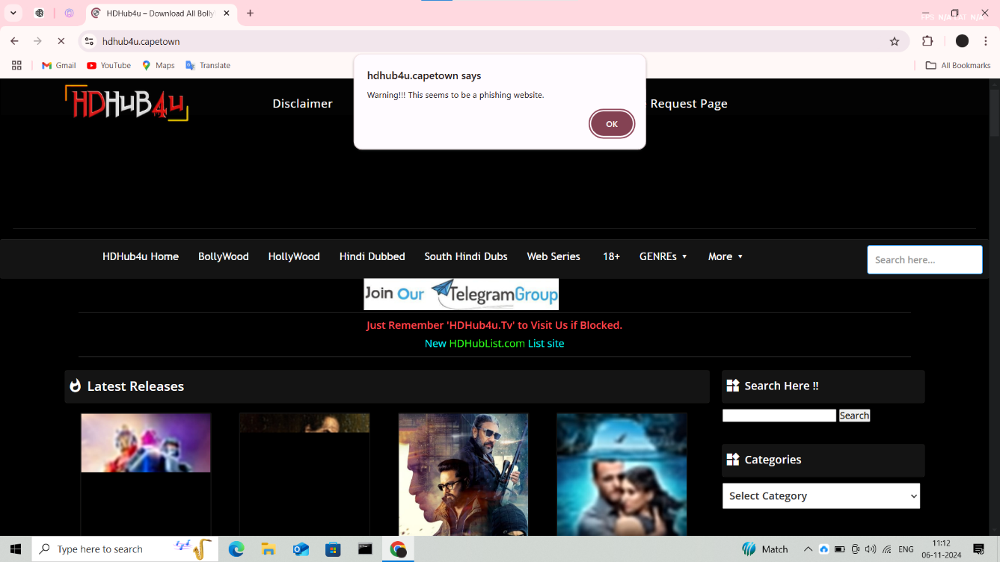 HDHub4u – Download All Bolly
FPS N/A LAT N/A
hdhub4u.capetown
Gmail
YouTube
Maps
Translate
All Bookmarks
hdhub4u.capetown says
Warning!!! This seems to be a phishing website.
OK
HDHuB4u
Disclaimer
Request Page
HDHub4u Home
BollyWood
HollyWood
Hindi Dubbed
South Hindi Dubs
Web Series
18+
GENREs
More
Search here...
Join Our TelegramGroup
Just Remember 'HDHub4u.Tv' to Visit Us if Blocked.
New HDHubList.com List site
Latest Releases
Search Here !!
Search
Categories
Select Category
Type here to search
Match
ENG
11:12
06-11-2024